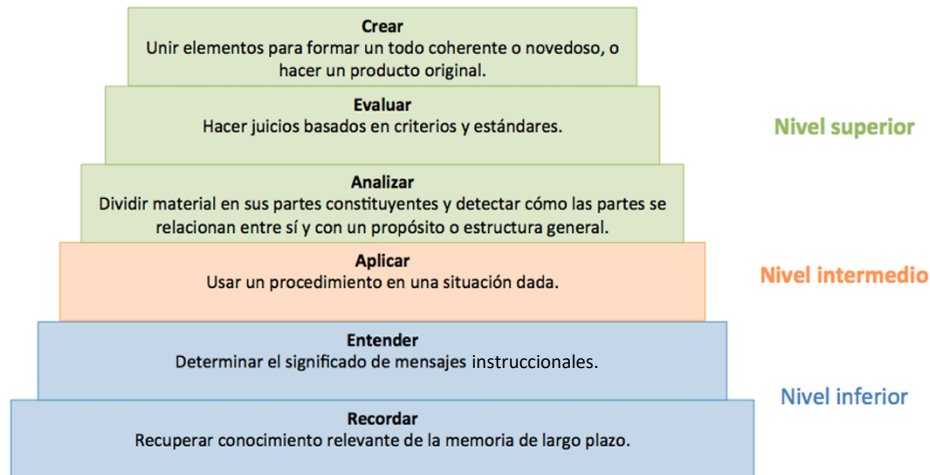 Crear
Unir elementos para formar un todo coherente o novedoso, o
hacer un producto original.
Evaluar
Hacer juicios basados en criterios y estándares.
Nivel superior
Analizar
Dividir material en sus partes constituyentes y detectar cómo las partes se
relacionan entre sí y con un propósito o estructura general.
Aplicar
Usar un procedimiento en una situación dada.
Nivel intermedio
Entender
Determinar el significado de mensajes instruccionales.
Nivel inferior
Recordar
Recuperar conocimiento relevante de la memoria de largo plazo.